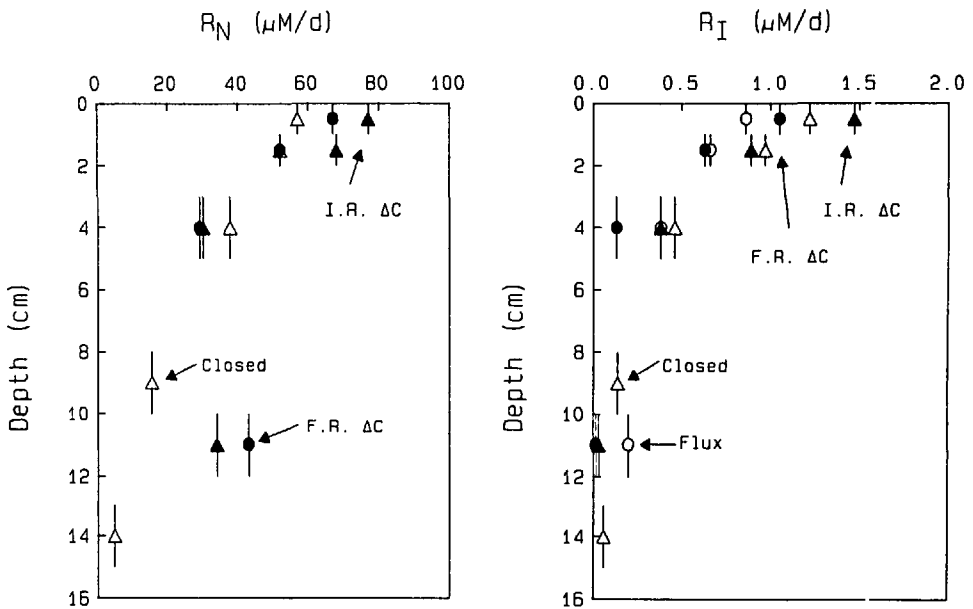 R_N (μM/d)
0 20 40 60 80 100
0
2
4
6
8
10
12
14
16
Depth (cm)
I.R. ΔC
Closed
F.R. ΔC
R_I (μM/d)
0.0 0.5 1.0 1.5 2.0
0
2
4
6
8
10
12
14
16
Depth (cm)
I.R. ΔC
F.R. ΔC
Closed
Flux